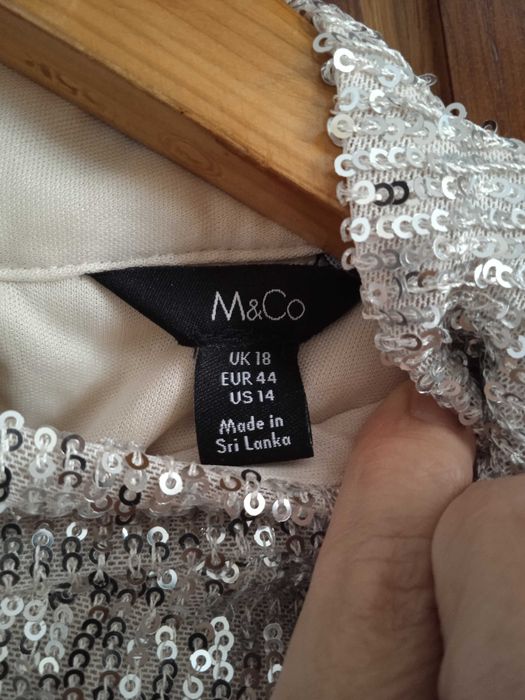 M&Co
UK 18
EUR 44
US 14
Made in
Sri Lanka